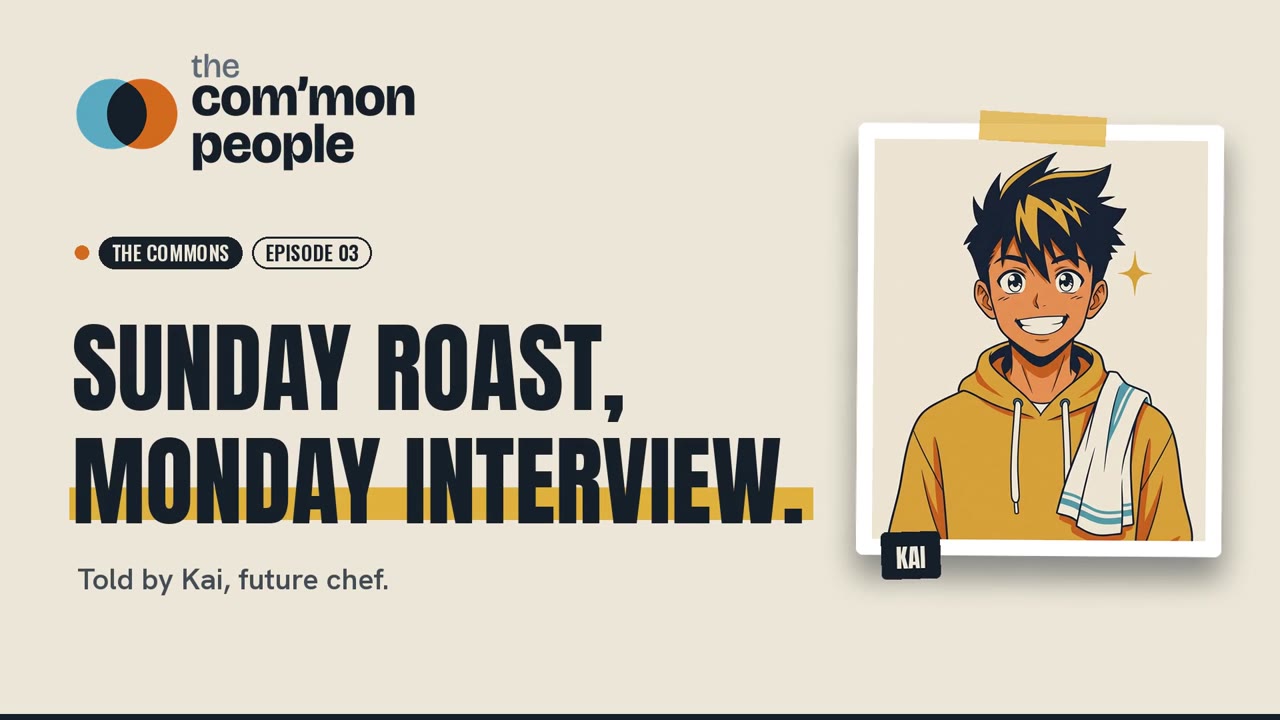 the
com’mon
people
THE COMMONS
EPISODE 03
SUNDAY ROAST,
MONDAY INTERVIEW.
Told by Kai, future chef.
KAI